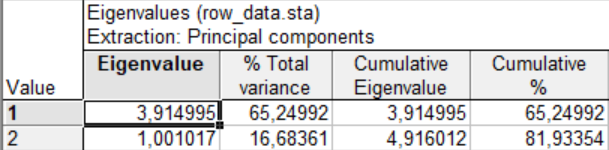 Eigenvalues (row_data.sta)
Extraction: Principal components
Value Eigenvalue % Total variance Cumulative Eigenvalue Cumulative %
1 3,914995 65,24992 3,914995 65,24992
2 1,001017 16,68361 4,916012 81,93354